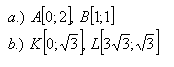 a.) A[0;2], B[1;1]
b.) K[0;√3], L[3√3;√3]